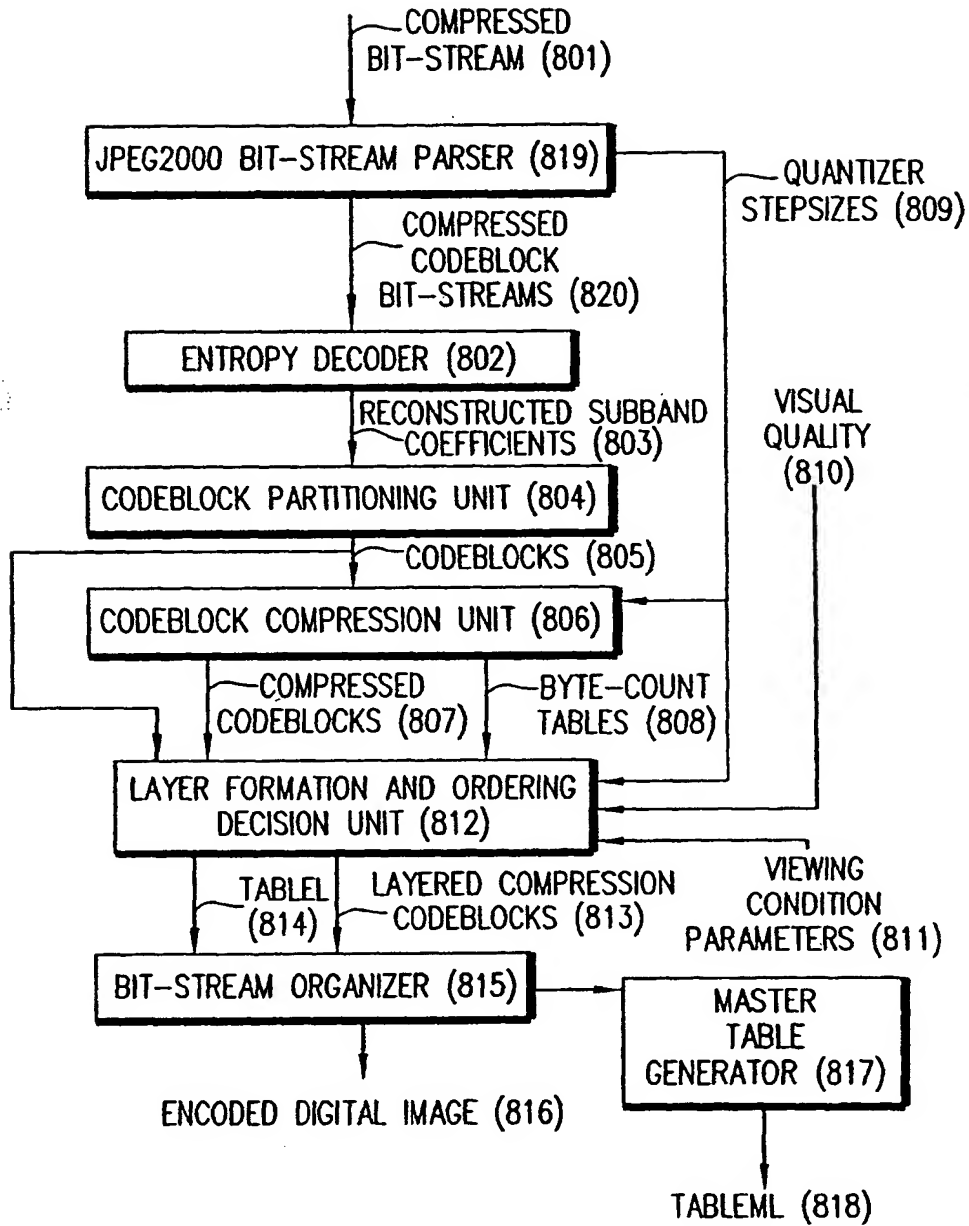 COMPRESSED
BIT-STREAM (801)
JPEG2000 BIT-STREAM PARSER (819)
QUANTIZER
STEPSIZES (809)
COMPRESSED
CODEBLOCK
BIT-STREAMS (820)
ENTROPY DECODER (802)
RECONSTRUCTED SUBBAND
COEFFICIENTS (803)
VISUAL
QUALITY
(810)
CODEBLOCK PARTITIONING UNIT (804)
CODEBLOCKS (805)
CODEBLOCK COMPRESSION UNIT (806)
COMPRESSED
CODEBLOCKS (807)
BYTE-COUNT
TABLES (808)
LAYER FORMATION AND ORDERING
DECISION UNIT (812)
VIEWING
CONDITION
PARAMETERS (811)
TABLEL
(814)
LAYERED COMPRESSION
CODEBLOCKS (813)
BIT-STREAM ORGANIZER (815)
MASTER
TABLE
GENERATOR (817)
ENCODED DIGITAL IMAGE (816)
TABLEML (818)